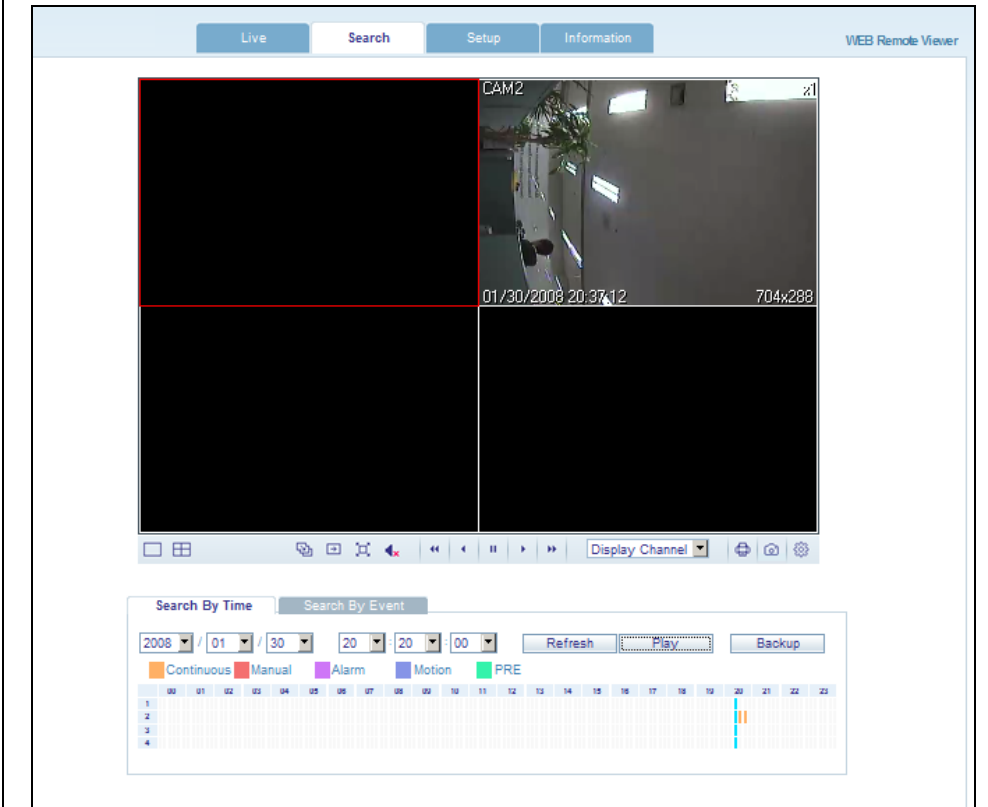 Live Search Setup Information WEB Remote Viewer
CAM2 z1
01/30/2008 20:37:12 704x288
Display Channel
Search By Time Search By Event
2008 / 01 / 30 20 : 20 : 00 Refresh Play Backup
Continuous Manual Alarm Motion PRE
00 01 02 03 04 05 06 07 08 09 10 11 12 13 14 15 16 17 18 19 20 21 22 23
1
2
3
4